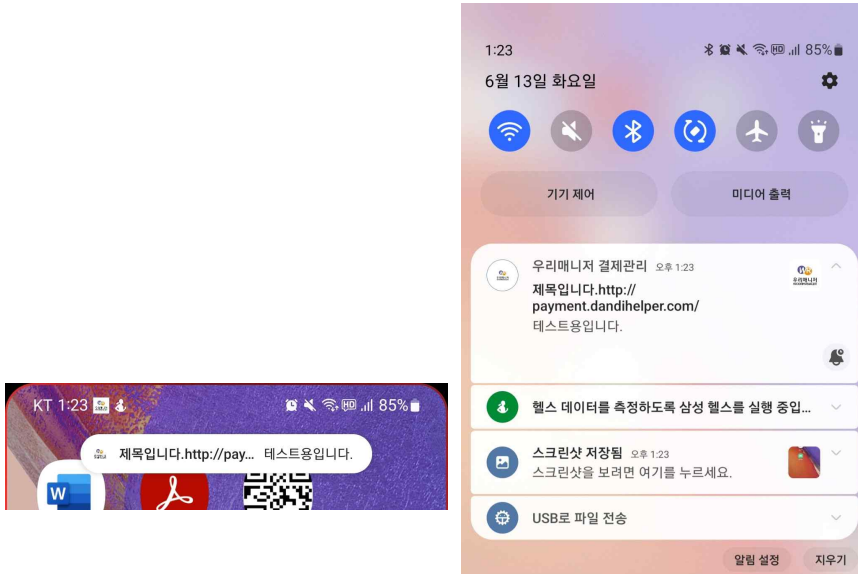 KT 1:23
85%
제목입니다.http://pay... 테스트용입니다.
W
1:23
HD
85%
6월 13일 화요일
기기 제어
미디어 출력
우리매니저 결제관리 오후 1:23
우리매니저
제목입니다.http://
payment.dandihelper.com/
테스트용입니다.
헬스 데이터를 측정하도록 삼성 헬스를 실행 중입...
스크린샷 저장됨 오후 1:23
스크린샷을 보려면 여기를 누르세요.
USB로 파일 전송
알림 설정
지우기